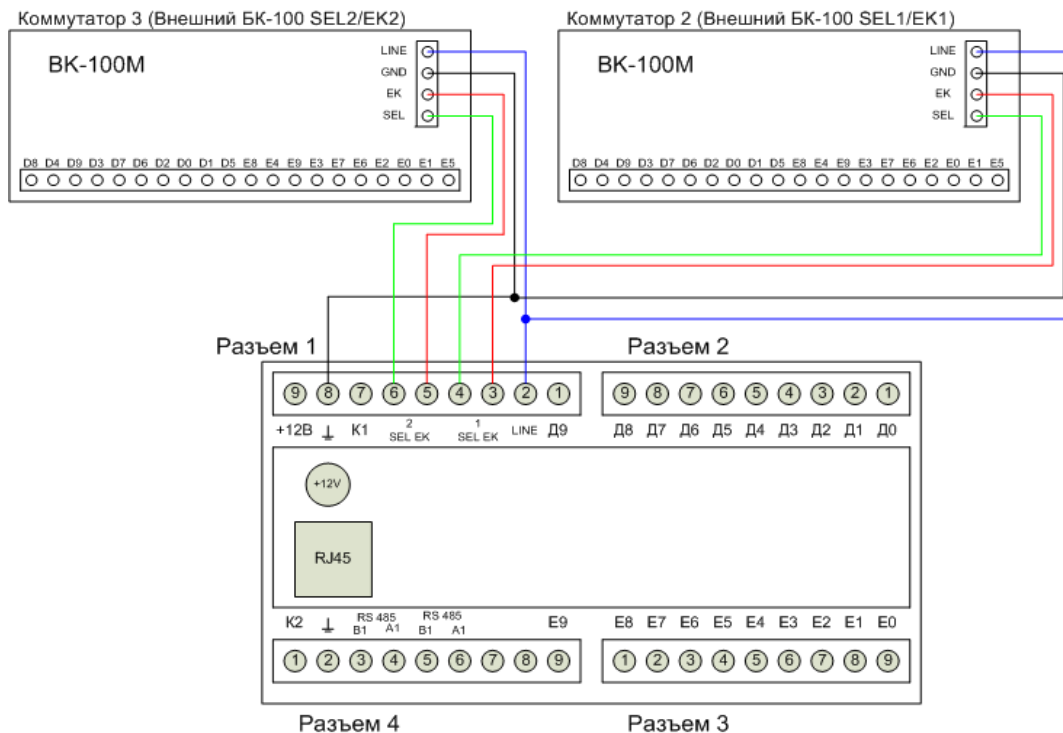 Коммутатор 3 (Внешний БК-100 SEL2/EK2)
Коммутатор 2 (Внешний БК-100 SEL1/EK1)
BK-100M
LINE
GND
EK
SEL
D8 D4 D9 D3 D7 D6 D2 D0 D1 D5 E8 E4 E9 E3 E7 E6 E2 E0 E1 E5
BK-100M
LINE
GND
EK
SEL
D8 D4 D9 D3 D7 D6 D2 D0 D1 D5 E8 E4 E9 E3 E7 E6 E2 E0 E1 E5
Разъем 1
Разъем 2
9 8 7 6 5 4 3 2 1
9 8 7 6 5 4 3 2 1
+12В К1 2 SEL EK 1 SEL EK LINE Д9
Д8 Д7 Д6 Д5 Д4 Д3 Д2 Д1 Д0
+12V
RJ45
К2 RS 485 B1 A1 RS 485 B1 A1 E9
E8 E7 E6 E5 E4 E3 E2 E1 E0
1 2 3 4 5 6 7 8 9
1 2 3 4 5 6 7 8 9
Разъем 4
Разъем 3